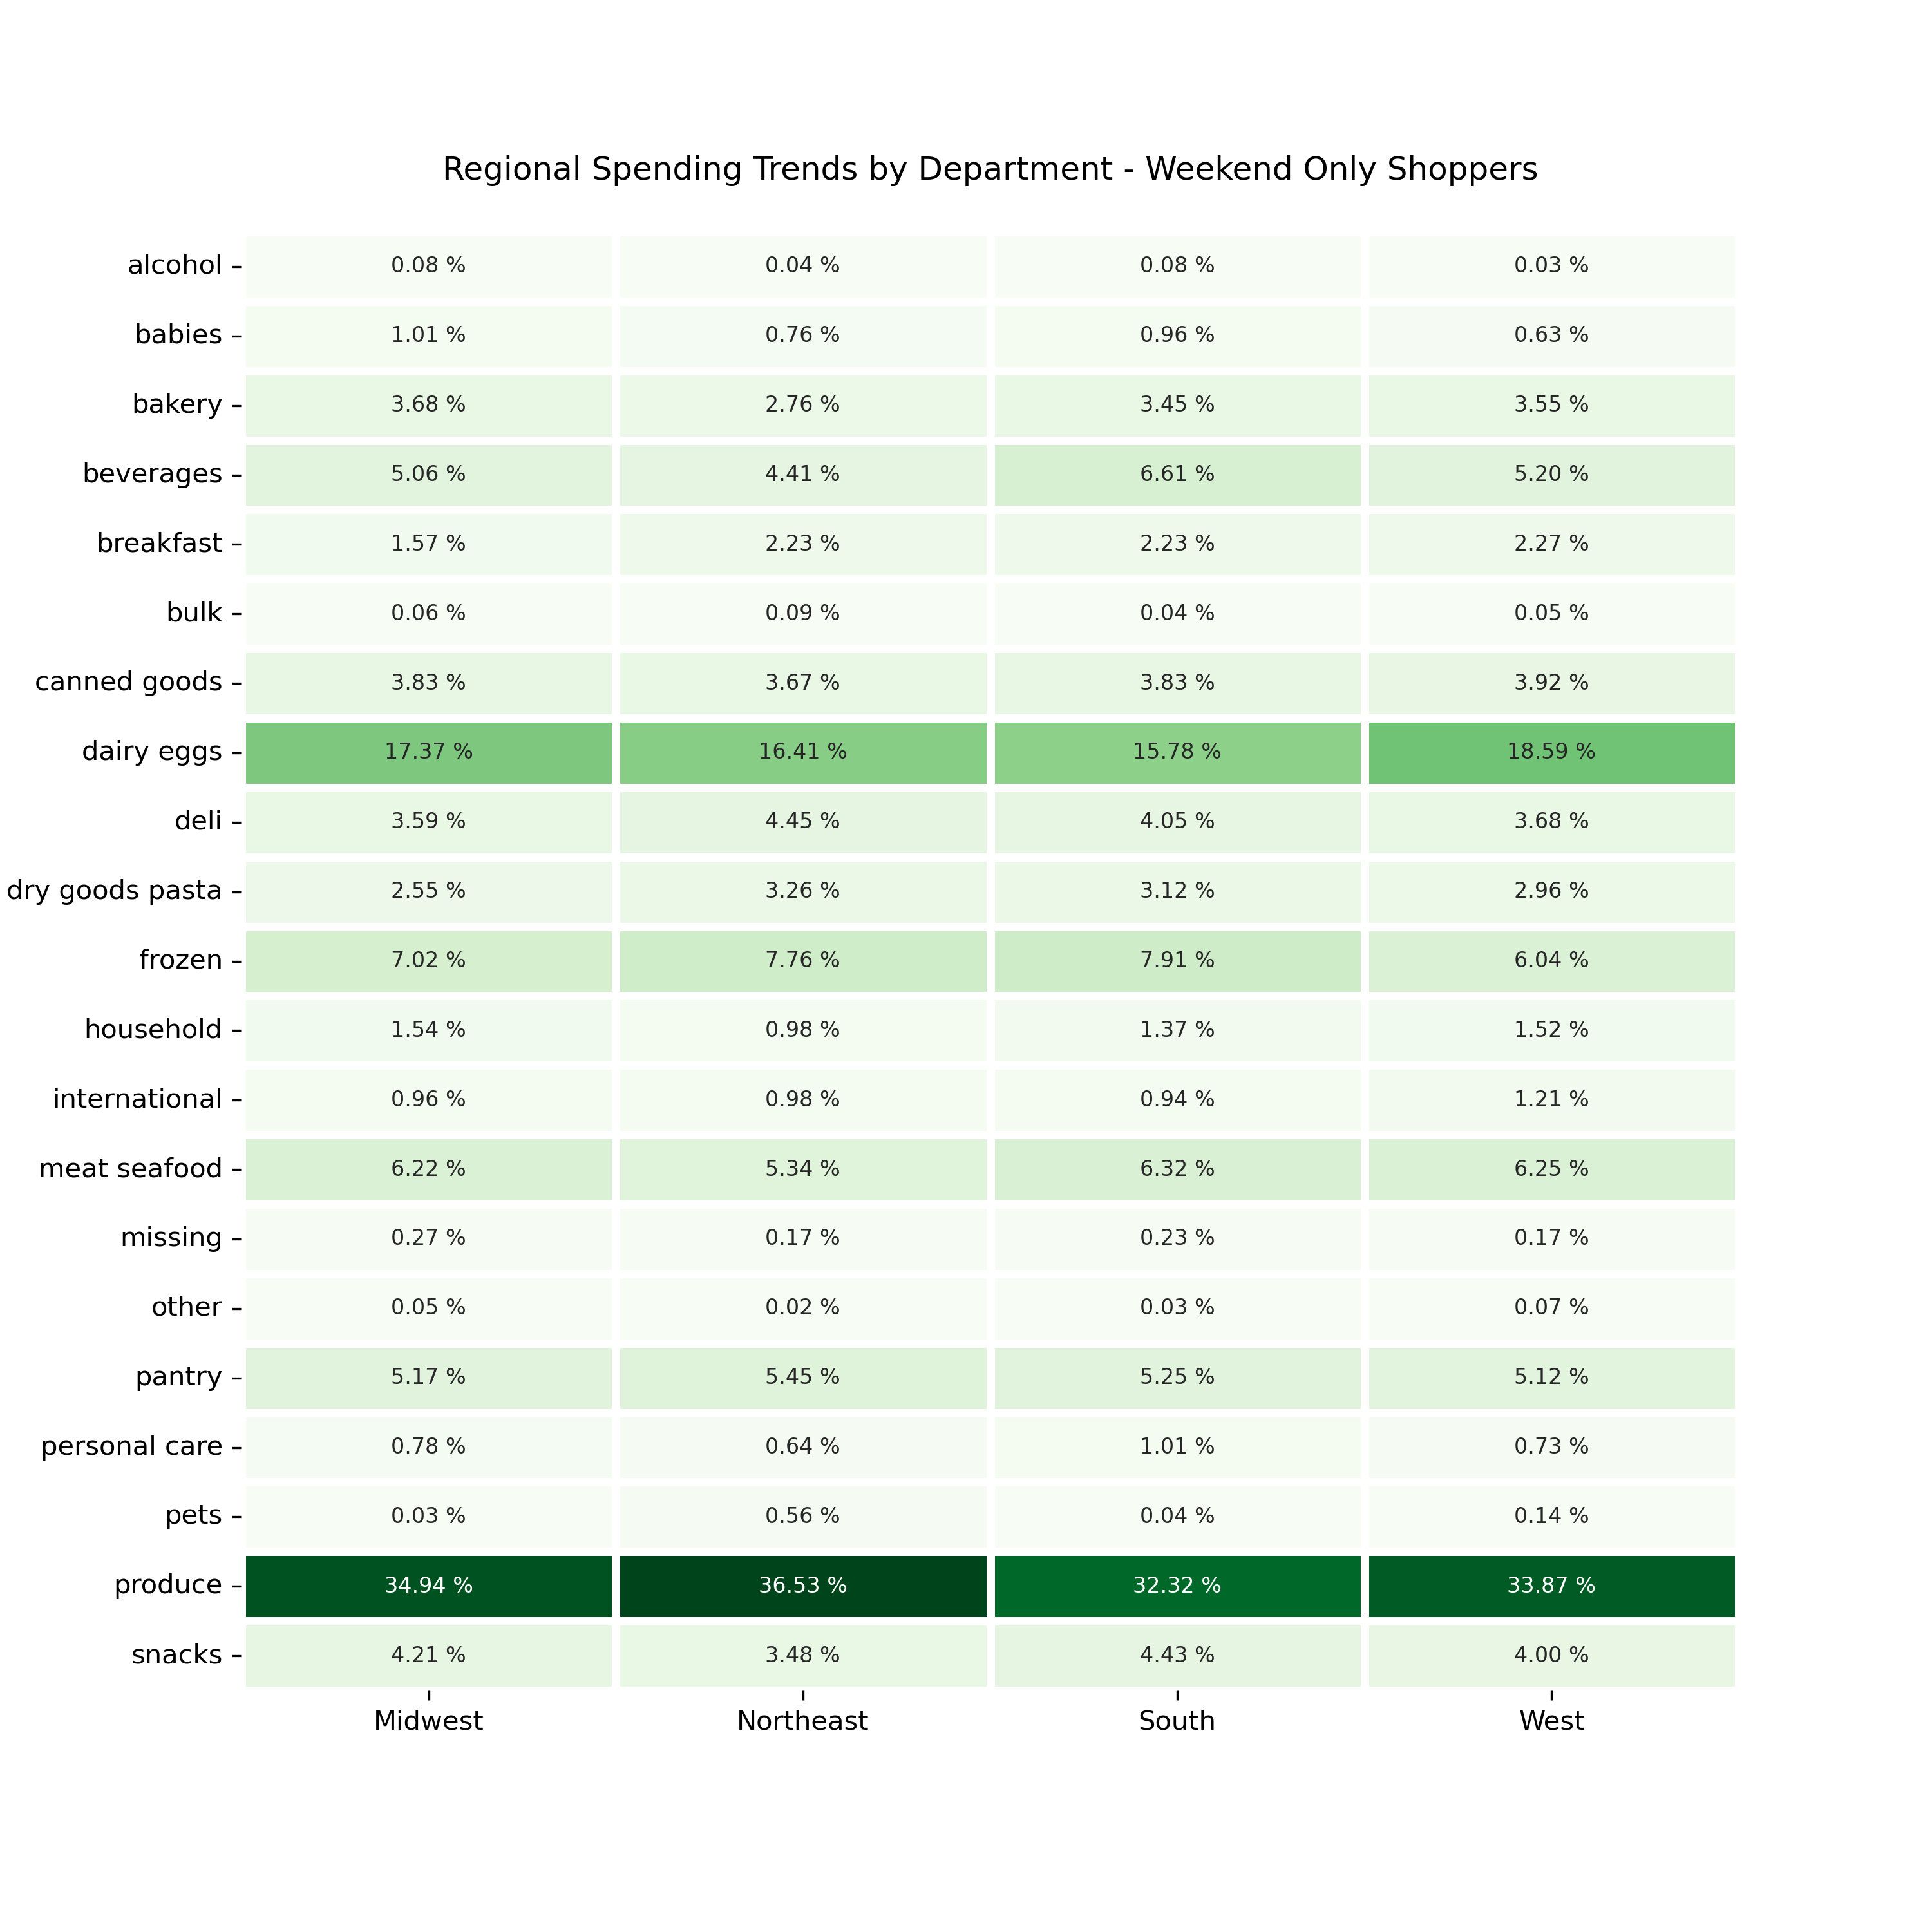 Regional Spending Trends by Department - Weekend Only Shoppers
alcohol 0.08 % 0.04 % 0.08 % 0.03 %
babies 1.01 % 0.76 % 0.96 % 0.63 %
bakery 3.68 % 2.76 % 3.45 % 3.55 %
beverages 5.06 % 4.41 % 6.61 % 5.20 %
breakfast 1.57 % 2.23 % 2.23 % 2.27 %
bulk 0.06 % 0.09 % 0.04 % 0.05 %
canned goods 3.83 % 3.67 % 3.83 % 3.92 %
dairy eggs 17.37 % 16.41 % 15.78 % 18.59 %
deli 3.59 % 4.45 % 4.05 % 3.68 %
dry goods pasta 2.55 % 3.26 % 3.12 % 2.96 %
frozen 7.02 % 7.76 % 7.91 % 6.04 %
household 1.54 % 0.98 % 1.37 % 1.52 %
international 0.96 % 0.98 % 0.94 % 1.21 %
meat seafood 6.22 % 5.34 % 6.32 % 6.25 %
missing 0.27 % 0.17 % 0.23 % 0.17 %
other 0.05 % 0.02 % 0.03 % 0.07 %
pantry 5.17 % 5.45 % 5.25 % 5.12 %
personal care 0.78 % 0.64 % 1.01 % 0.73 %
pets 0.03 % 0.56 % 0.04 % 0.14 %
produce 34.94 % 36.53 % 32.32 % 33.87 %
snacks 4.21 % 3.48 % 4.43 % 4.00 %
Midwest Northeast South West